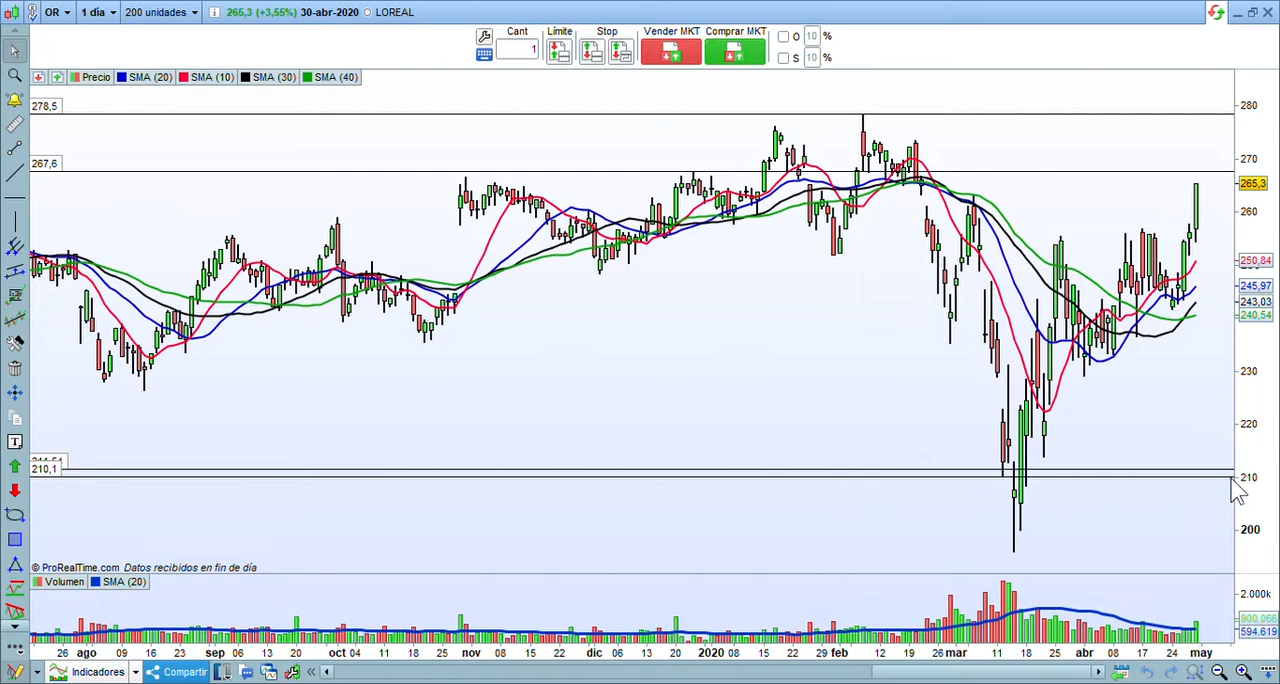 OR 1 día 200 unidades i 265,3 (+3,55%) 30-abr-2020 LOREAL
Cant Límite Stop Vender MKT Comprar MKT
1
O 10 %
S 10 %
Precio SMA (20) SMA (10) SMA (30) SMA (40)
278,5
267,6
210,1
280
270
265,3
260
250,84
245,97
243,03
240,54
230
220
210
200
© ProRealTime.com Datos recibidos en fin de día
Volumen SMA (20)
2.000k
900.066
594.619
26 ago 09 16 23 sep 06 13 20 27 oct 04 11 18 25 nov 08 15 22 29 dic 06 13 20 2020 08 15 22 29 feb 12 19 26 mar 11 18 25 abr 08 17 24 may
T
Indicadores Compartir